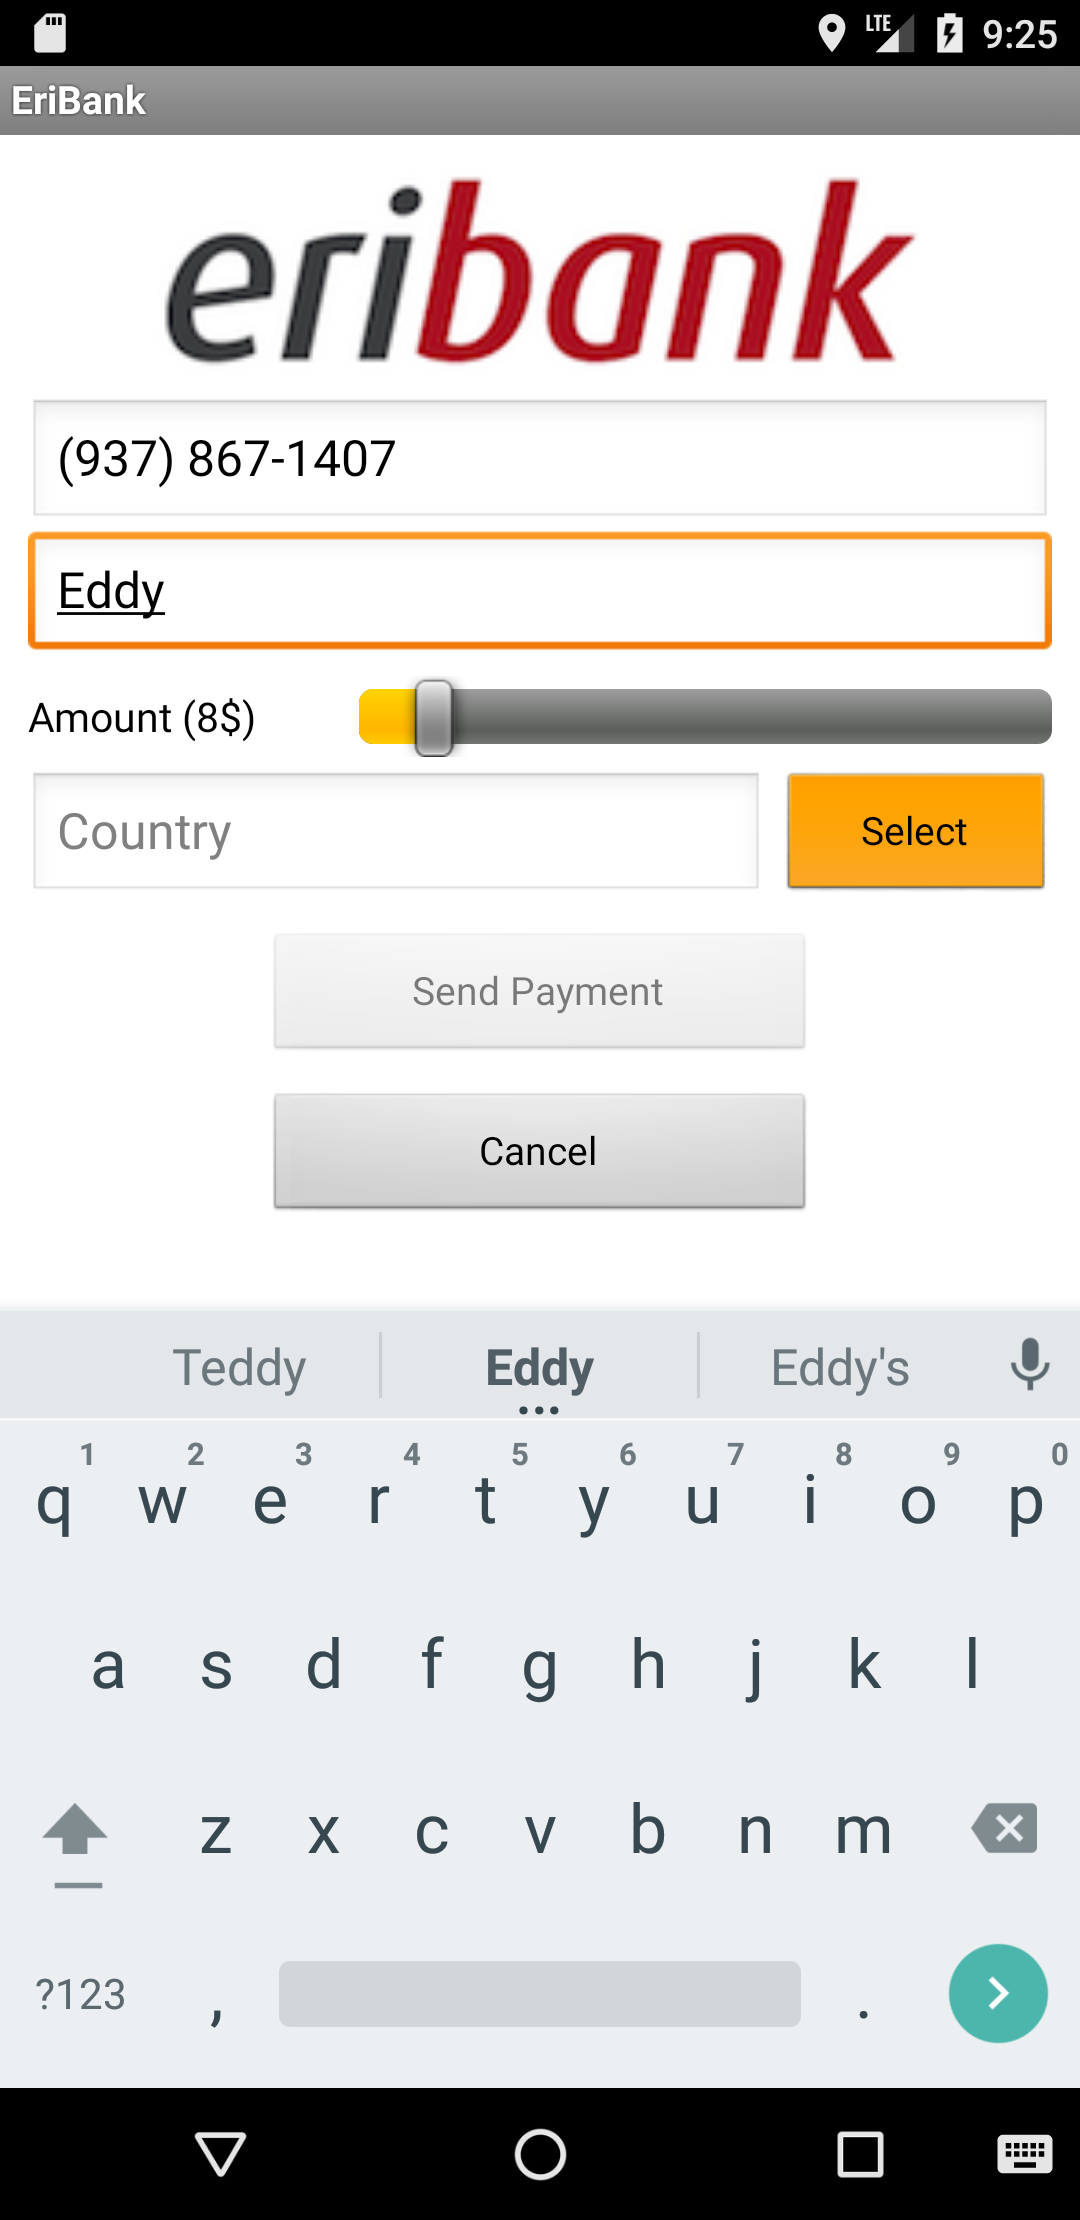 LTE 9:25
EriBank
eribank
(937) 867-1407
Eddy
Amount (8$)
Country Select
Send Payment
Cancel
Teddy Eddy Eddy's
1 2 3 4 5 6 7 8 9 0
q w e r t y u i o p
a s d f g h j k l
z x c v b n m
?123 , .